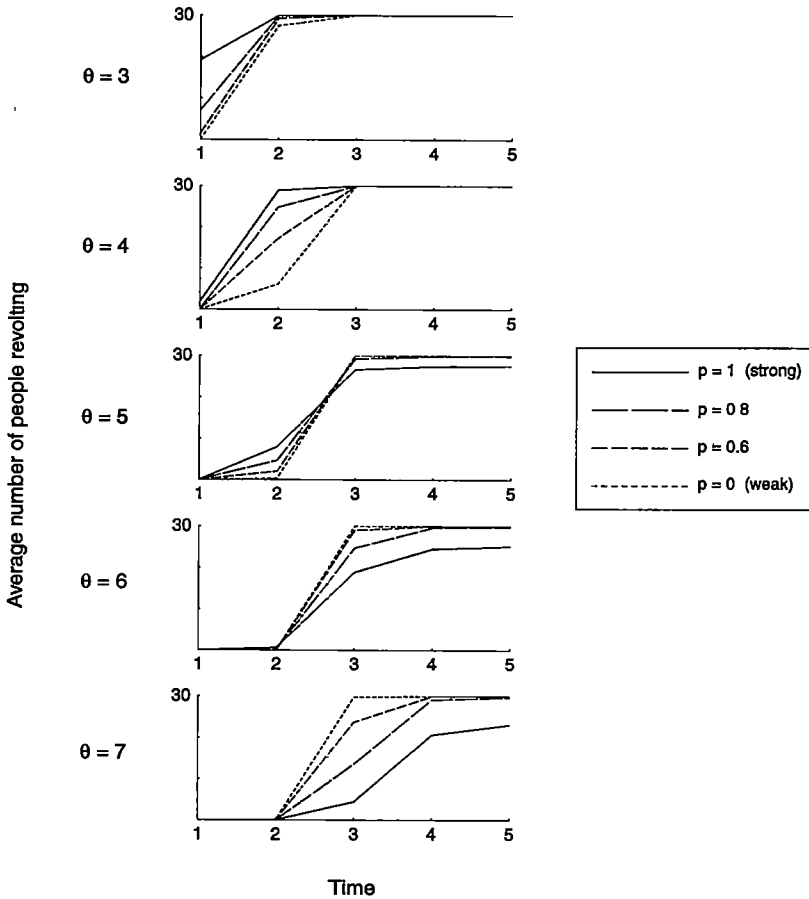 30
θ = 3
1 2 3 4 5
30
θ = 4
1 2 3 4 5
30
θ = 5
1 2 3 4 5
30
θ = 6
1 2 3 4 5
30
θ = 7
1 2 3 4 5
Time
Average number of people revolting
p = 1 (strong)
p = 0 8
p = 0.6
p = 0 (weak)